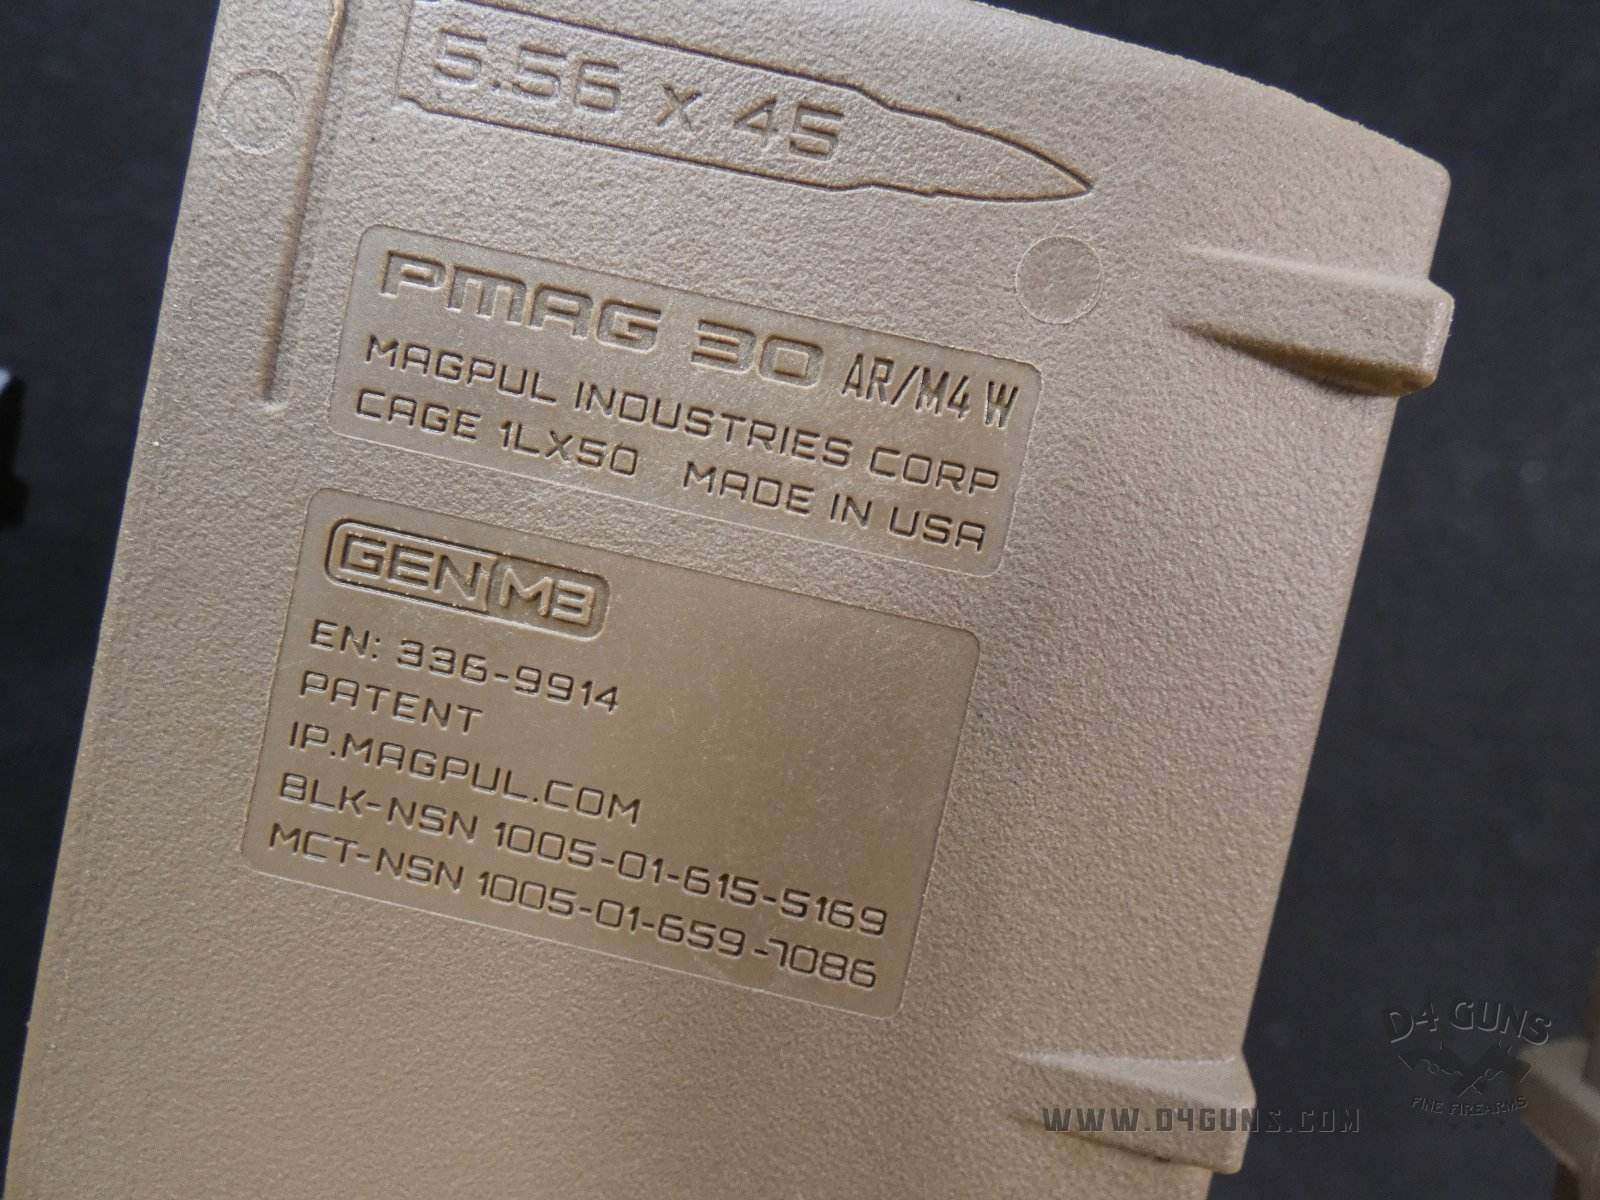 5.56 x 45
PMAG 30 AR/M4 W
MAGPUL INDUSTRIES CORP
CAGE 1LX50 MADE IN USA
GEN M3
EN: 336-9914
PATENT
IP.MAGPUL.COM
BLK-NSN 1005-01-615-5169
MCT-NSN 1005-01-659-7086
D4 GUNS
FINE FIREARMS
WWW.D4GUNS.COM